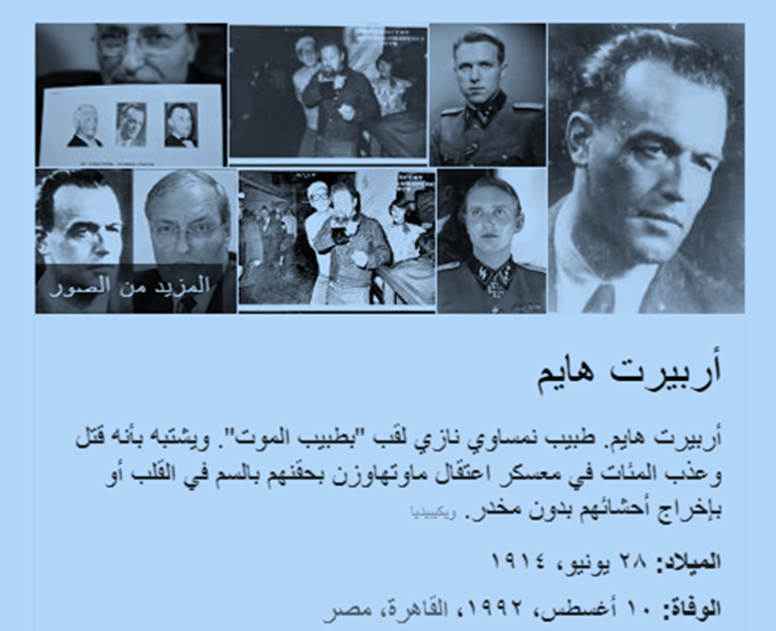 المزيد من الصور
أربيرت هايم
أربيرت هايم. طبيب نمساوي نازي لقب "بطبيب الموت". ويشتبه بأنه قتل
وعذب المئات في معسكر اعتقال ماوتهاوزن بحقنهم بالسم في القلب أو
بإخراج أحشائهم بدون مخدر. ويكيبيديا
الميلاد: ٢٨ يونيو، ١٩١٤
الوفاة: ١٠ أغسطس، ١٩٩٢، القاهرة، مصر